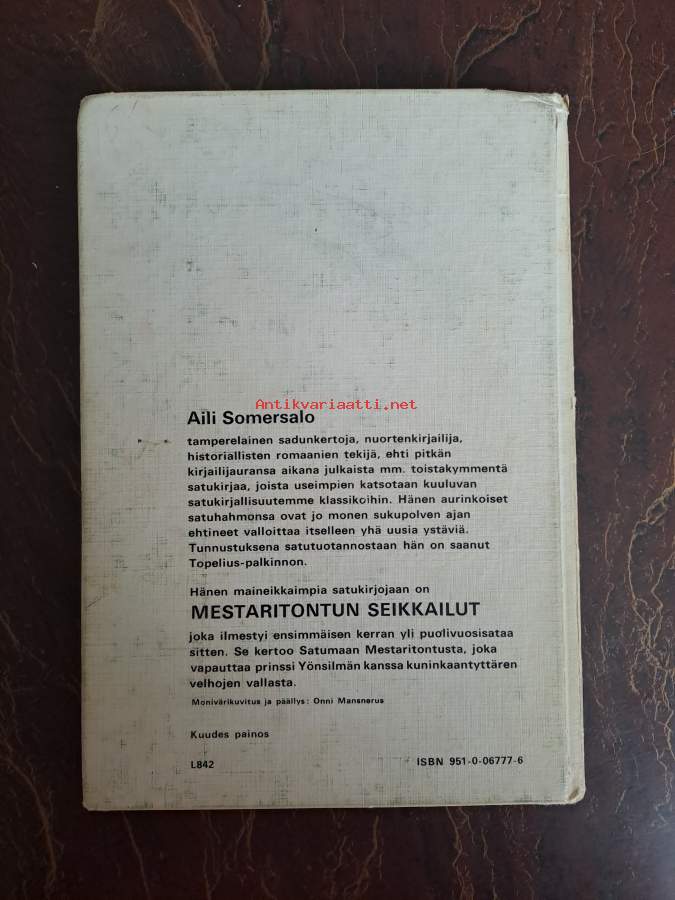 Antikvariaatti.net
Aili Somersalo
tamperelainen sadunkertoja, nuortenkirjailija,
historiallisten romaanien tekijä, ehti pitkän
kirjailijauransa aikana julkaista mm. toistakymmentä
satukirjaa, joista useimpien katsotaan kuuluvan
satukirjallisuutemme klassikoihin. Hänen aurinkoiset
satuhahmonsa ovat jo monen sukupolven ajan
ehtineet valloittaa itselleen yhä uusia ystäviä.
Tunnustuksena satutuotannostaan hän on saanut
Topelius-palkinnon.
Hänen maineikkaimpia satukirjojaan on
MESTARITONTUN SEIKKAILUT
joka ilmestyi ensimmäisen kerran yli puolivuosisataa
sitten. Se kertoo Satumaan Mestaritontusta, joka
vapauttaa prinssi Yönsilmän kanssa kuninkaantyttären
velhojen vallasta.
Monivärikuvitus ja päällys: Onni Mansnerus
Kuudes painos
L842
ISBN 951-0-06777-6